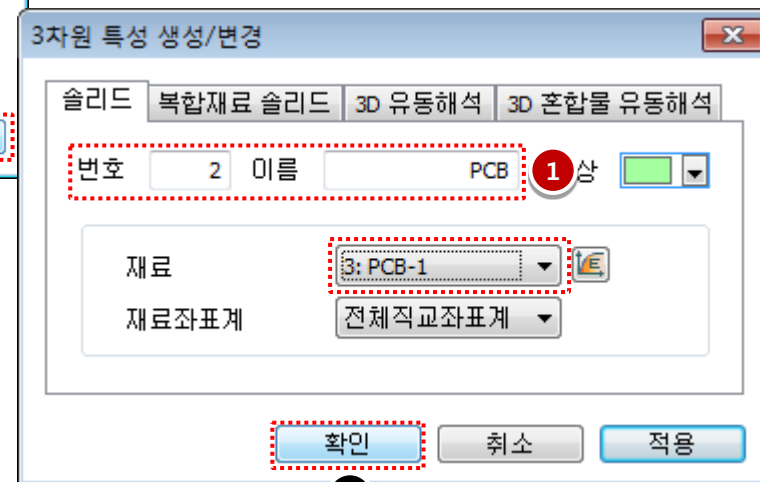 3차원 특성 생성/변경
솔리드 복합재료 솔리드 3D 유동해석 3D 혼합물 유동해석
번호 2 이름 PCB 1 상
재료 3: PCB-1
재료좌표계 전체직교좌표계
확인 취소 적용